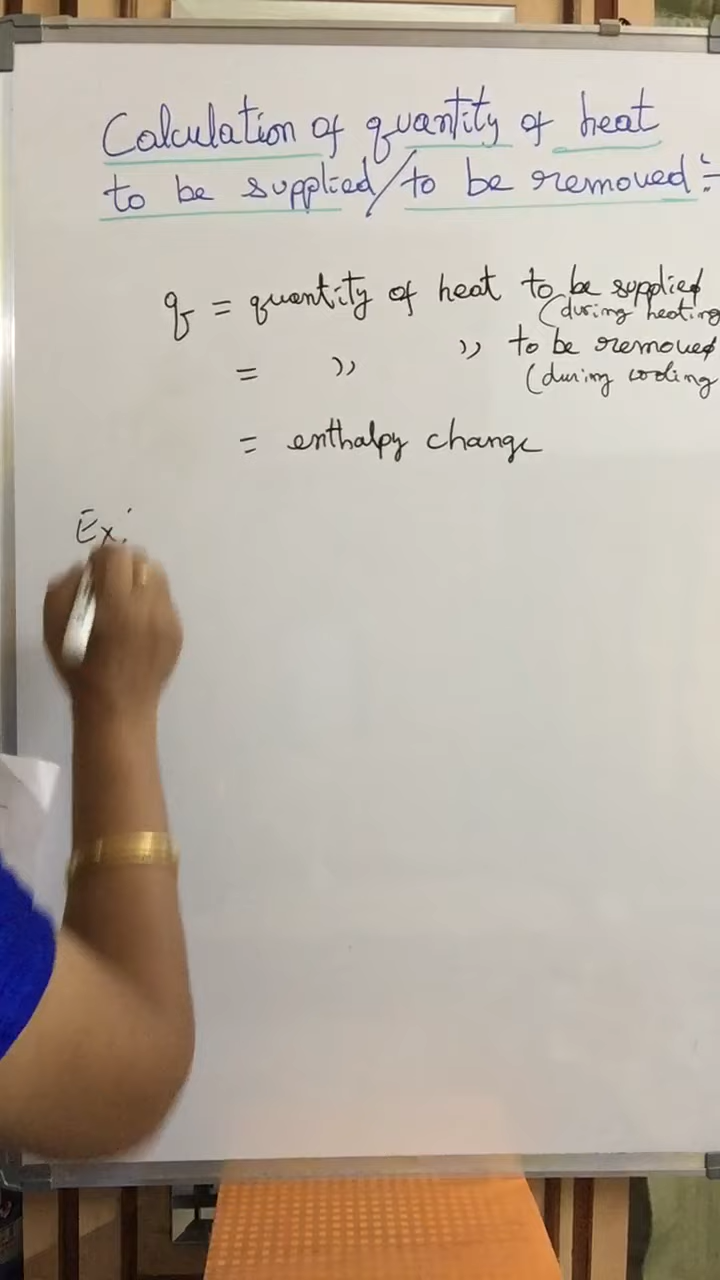 Calculation of quantity of heat
to be supplied/to be removed:-
q = quantity of heat to be supplied
(during heating
= " " to be removed
(during cooling
= enthalpy change
Ex: